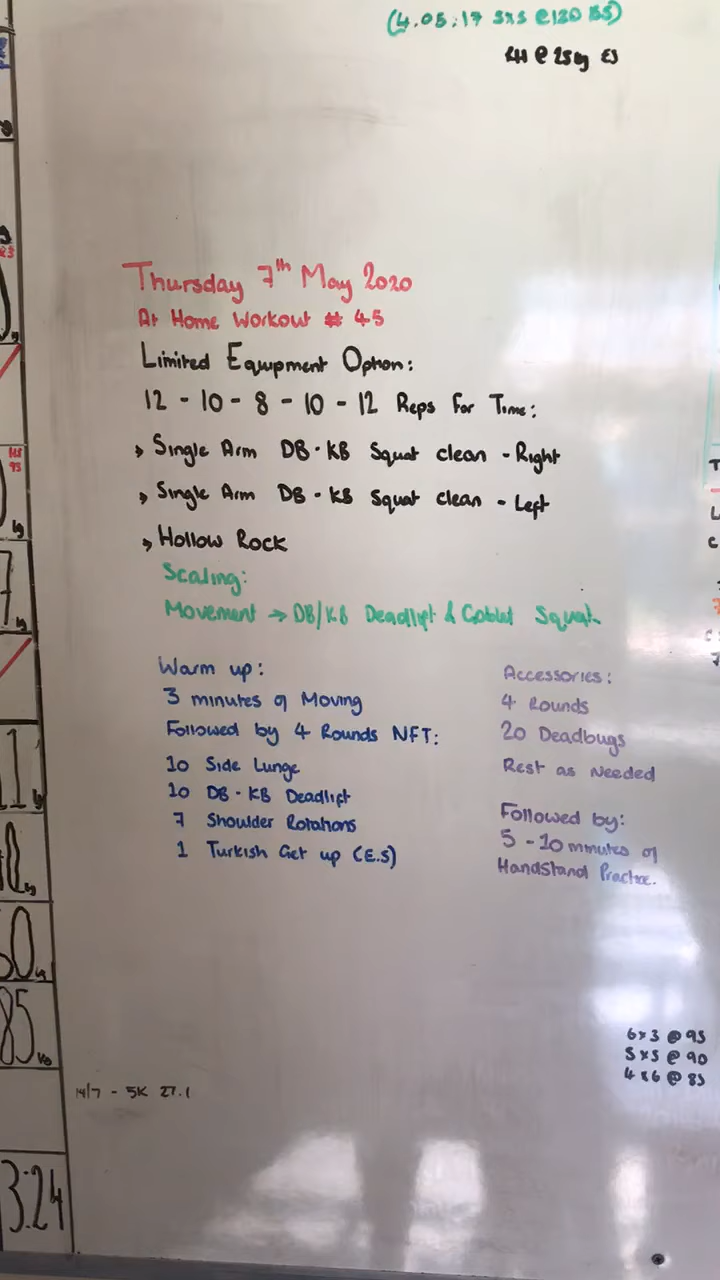 (4.05.17 5x5 @120 BS)
@ 25kg ES
Thursday 7th May 2020
At Home Workout # 45
Limited Equipment Option:
12 - 10 - 8 - 10 - 12 Reps For Time:
→ Single Arm DB · KB Squat clean - Right
→ Single Arm DB · KB Squat clean - Left
→ Hollow Rock
Scaling:
Movement → DB/KB Deadlift & Goblet Squat.
Warm up:
3 minutes of Moving
Followed by 4 Rounds NFT:
10 Side Lunge
10 DB · KB Deadlift
7 Shoulder Rotations
1 Turkish Get up (E.S)
Accessories:
4 Rounds
20 Deadbugs
Rest as Needed
Followed by:
5 - 10 minutes of
Handstand Practice.
6x3 @ 95
5x5 @ 90
4x6 @ 85
14/7 - 5K 27.1
3:24